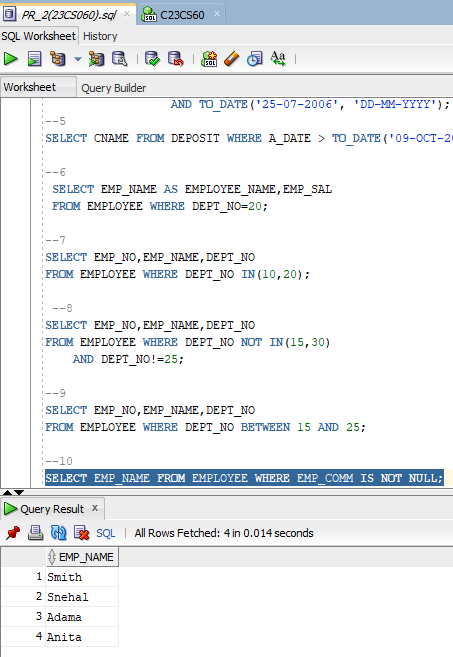 PR_2(23CS060).sql
C23CS60
SQL Worksheet History
Worksheet Query Builder
AND TO_DATE('25-07-2006', 'DD-MM-YYYY');
--5
SELECT CNAME FROM DEPOSIT WHERE A_DATE > TO_DATE('09-OCT-20
--6
SELECT EMP_NAME AS EMPLOYEE_NAME,EMP_SAL
FROM EMPLOYEE WHERE DEPT_NO=20;
--7
SELECT EMP_NO,EMP_NAME,DEPT_NO
FROM EMPLOYEE WHERE DEPT_NO IN(10,20);
--8
SELECT EMP_NO,EMP_NAME,DEPT_NO
FROM EMPLOYEE WHERE DEPT_NO NOT IN(15,30)
AND DEPT_NO!=25;
--9
SELECT EMP_NO,EMP_NAME,DEPT_NO
FROM EMPLOYEE WHERE DEPT_NO BETWEEN 15 AND 25;
--10
SELECT EMP_NAME FROM EMPLOYEE WHERE EMP_COMM IS NOT NULL;
Query Result x
SQL | All Rows Fetched: 4 in 0.014 seconds
EMP_NAME
1 Smith
2 Snehal
3 Adama
4 Anita